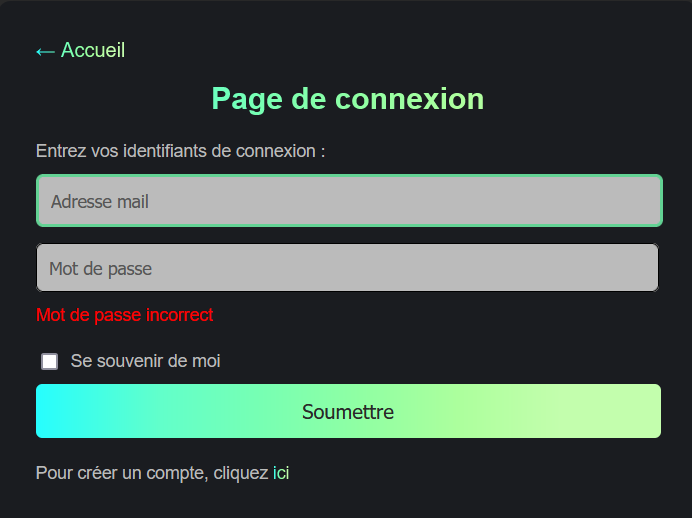 ← Accueil
Page de connexion
Entrez vos identifiants de connexion :
Adresse mail
Mot de passe
Mot de passe incorrect
Se souvenir de moi
Soumettre
Pour créer un compte, cliquez ici